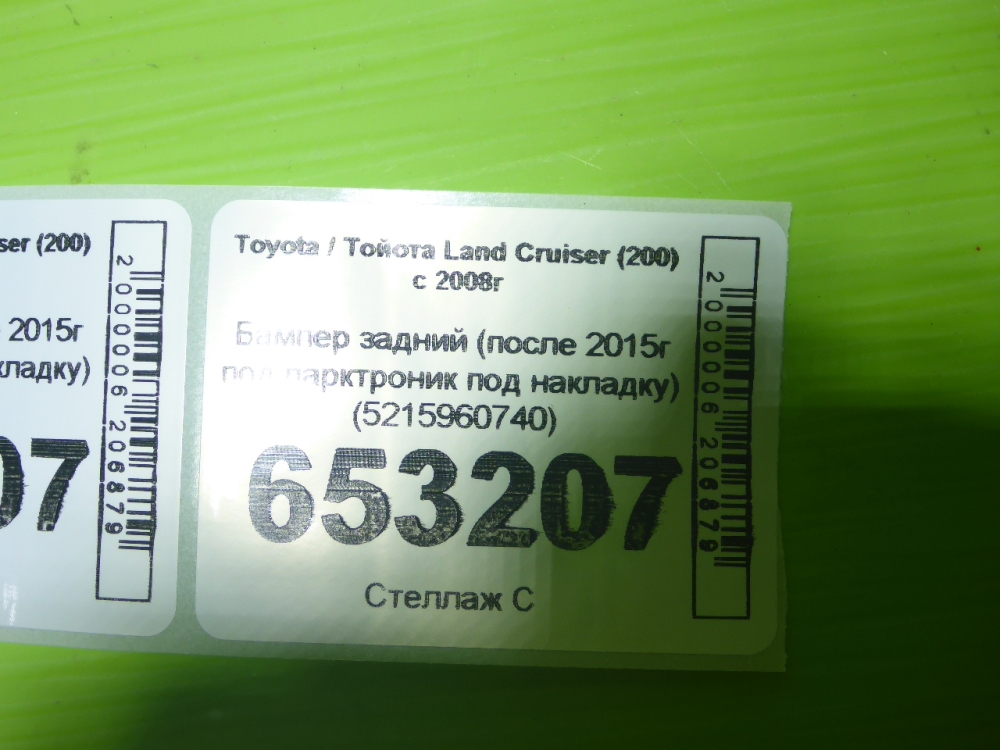 ser (200)
2015г
кладку)
07
2000006206879
Toyota / Тойота Land Cruiser (200)
с 2008г
Бампер задний (после 2015г
под парктроник под накладку)
(5215960740)
653207
Стеллаж С
2000006206879